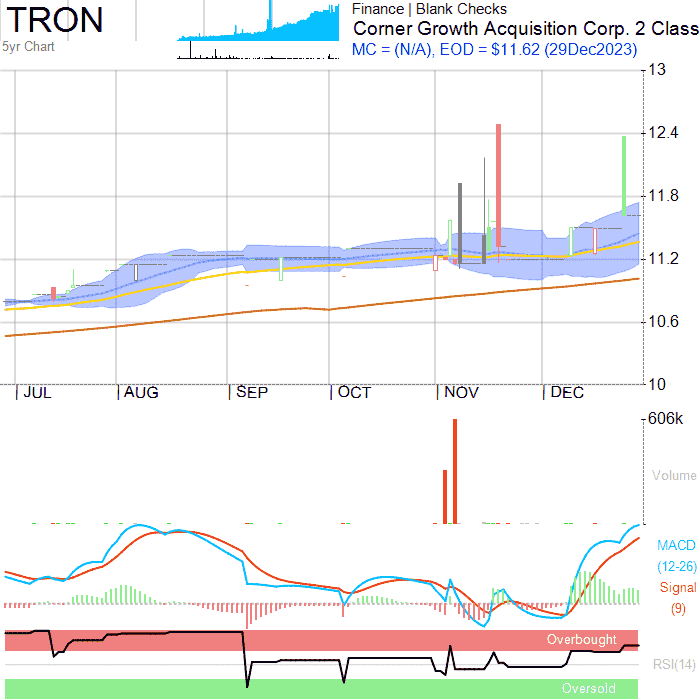 TRON
5yr Chart
Finance | Blank Checks
Corner Growth Acquisition Corp. 2 Class
MC = (N/A), EOD = $11.62 (29Dec2023)
13
12.4
11.8
11.2
10.6
10
JUL AUG SEP OCT NOV DEC
606k
Volume
MACD
(12-26)
Signal
(9)
Overbought
RSI(14)
Oversold